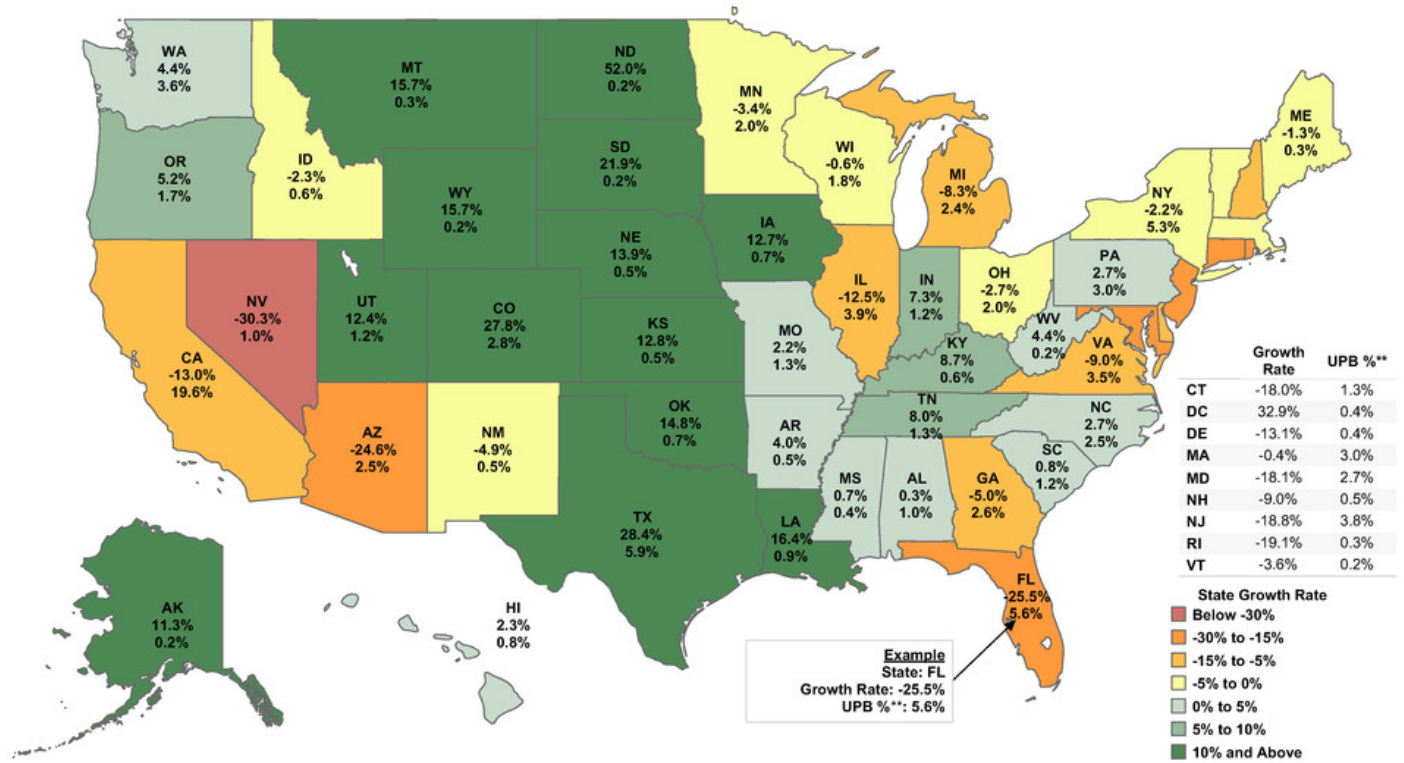 WA
4.4%
3.6%
MT
15.7%
0.3%
ND
52.0%
0.2%
MN
-3.4%
2.0%
ME
-1.3%
0.3%
OR
5.2%
1.7%
ID
-2.3%
0.6%
SD
21.9%
0.2%
WI
-0.6%
1.8%
MI
-8.3%
2.4%
NY
-2.2%
5.3%
WY
15.7%
0.2%
IA
12.7%
0.7%
NE
13.9%
0.5%
PA
2.7%
3.0%
NV
-30.3%
1.0%
UT
12.4%
1.2%
CO
27.8%
2.8%
IL
-12.5%
3.9%
IN
7.3%
1.2%
OH
-2.7%
2.0%
KS
12.8%
0.5%
MO
2.2%
1.3%
WV
4.4%
0.2%
KY
8.7%
0.6%
VA
-9.0%
3.5%
CA
-13.0%
19.6%
TN
8.0%
1.3%
NC
2.7%
2.5%
OK
14.8%
0.7%
AZ
-24.6%
2.5%
NM
-4.9%
0.5%
AR
4.0%
0.5%
SC
0.8%
1.2%
MS
0.7%
0.4%
AL
0.3%
1.0%
GA
-5.0%
2.6%
TX
28.4%
5.9%
LA
16.4%
0.9%
FL
-25.5%
5.6%
AK
11.3%
0.2%
HI
2.3%
0.8%
Example
State: FL
Growth Rate: -25.5%
UPB %**: 5.6%
Growth Rate UPB %**
CT -18.0% 1.3%
DC 32.9% 0.4%
DE -13.1% 0.4%
MA -0.4% 3.0%
MD -18.1% 2.7%
NH -9.0% 0.5%
NJ -18.8% 3.8%
RI -19.1% 0.3%
VT -3.6% 0.2%
State Growth Rate
Below -30%
-30% to -15%
-15% to -5%
-5% to 0%
0% to 5%
5% to 10%
10% and Above